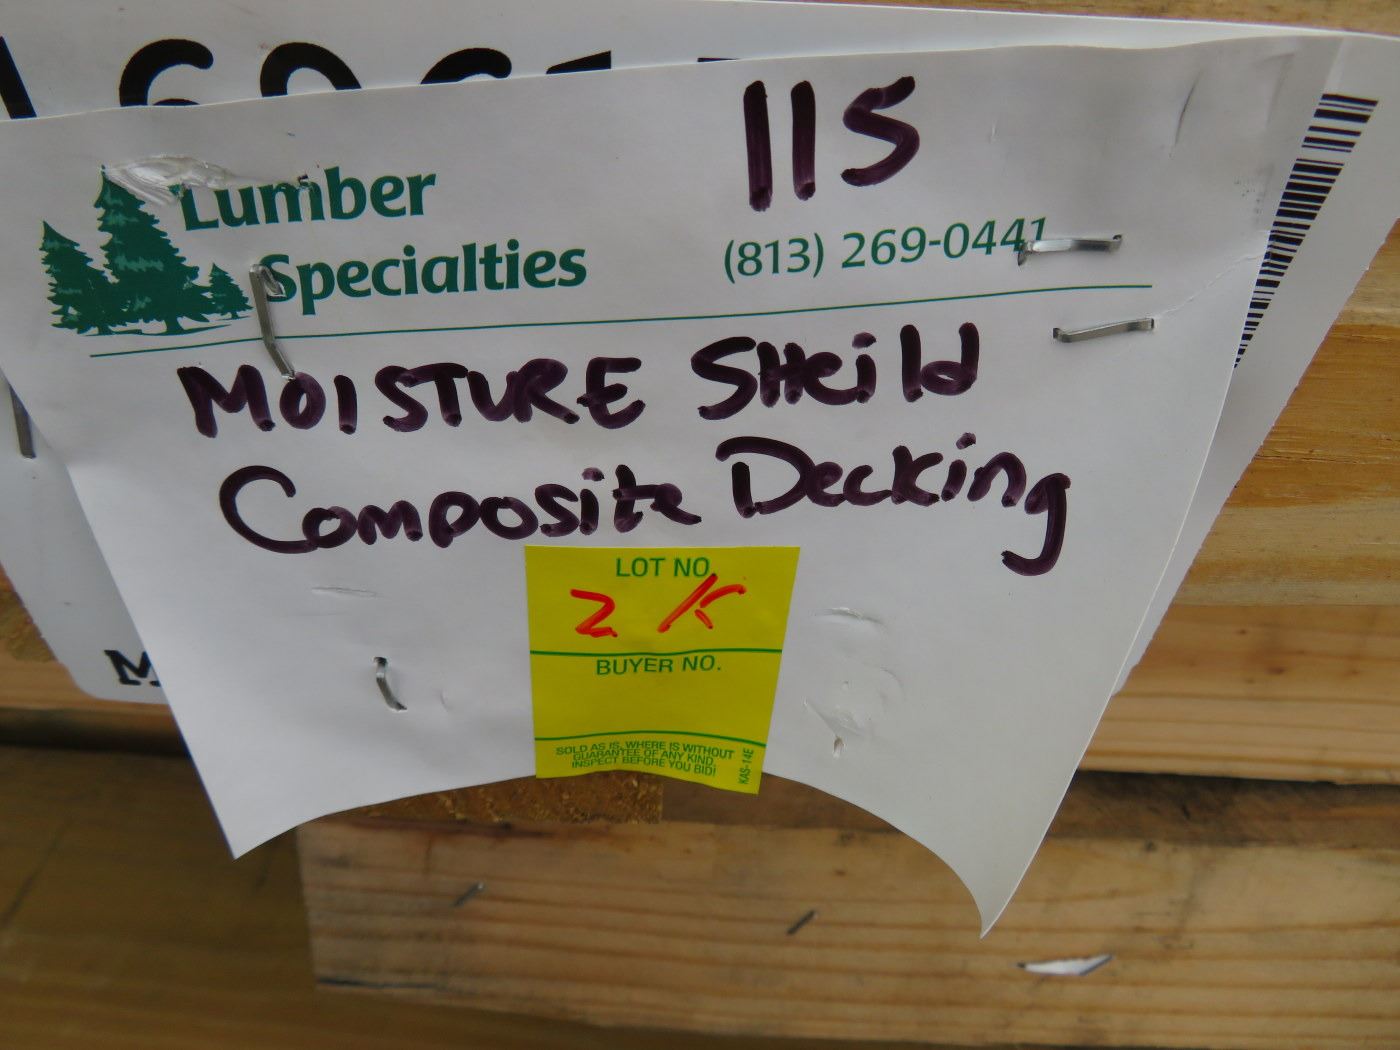 115
Lumber
Specialties
(813) 269-0441
MOISTURE SHeild
Composite Decking
LOT NO.
BUYER NO.
SOLD AS IS, WHERE IS WITHOUT
GUARANTEE OF ANY KIND.
INSPECT BEFORE YOU BID!
KAS-14E